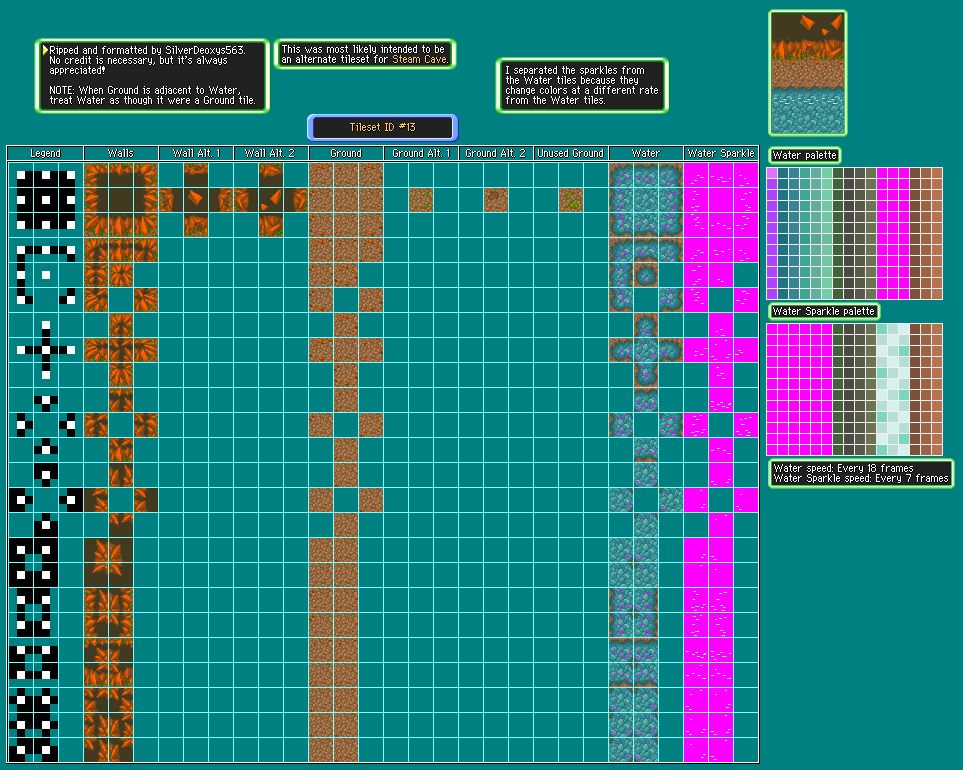 Ripped and formatted by SilverDeoxys563.
No credit is necessary, but it's always
appreciated!
NOTE: When Ground is adjacent to Water,
treat Water as though it were a Ground tile.
This was most likely intended to be
an alternate tileset for Steam Cave.
I separated the sparkles from
the Water tiles because they
change colors at a different rate
from the Water tiles.
Tileset ID #13
Legend Walls Wall Alt. 1 Wall Alt. 2 Ground Ground Alt. 1 Ground Alt. 2 Unused Ground Water Water Sparkle
Water palette
Water Sparkle palette
Water speed: Every 18 frames
Water Sparkle speed: Every 7 frames